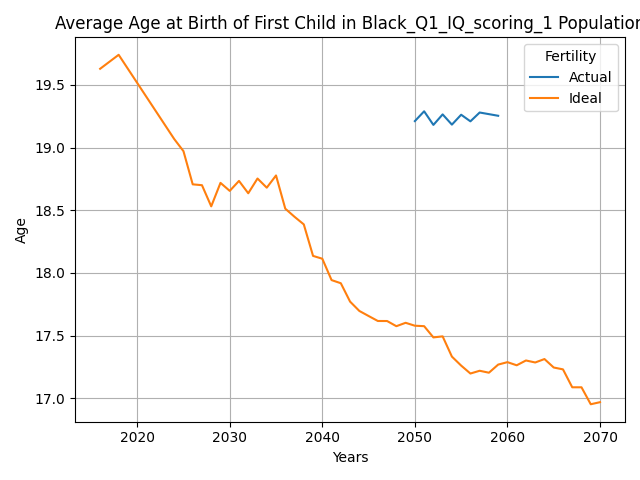 Average Age at Birth of First Child in Black_Q1_IQ_scoring_1 Population
Fertility
Actual
Ideal
19.5
19.0
18.5
18.0
17.5
17.0
Age
2020 2030 2040 2050 2060 2070
Years